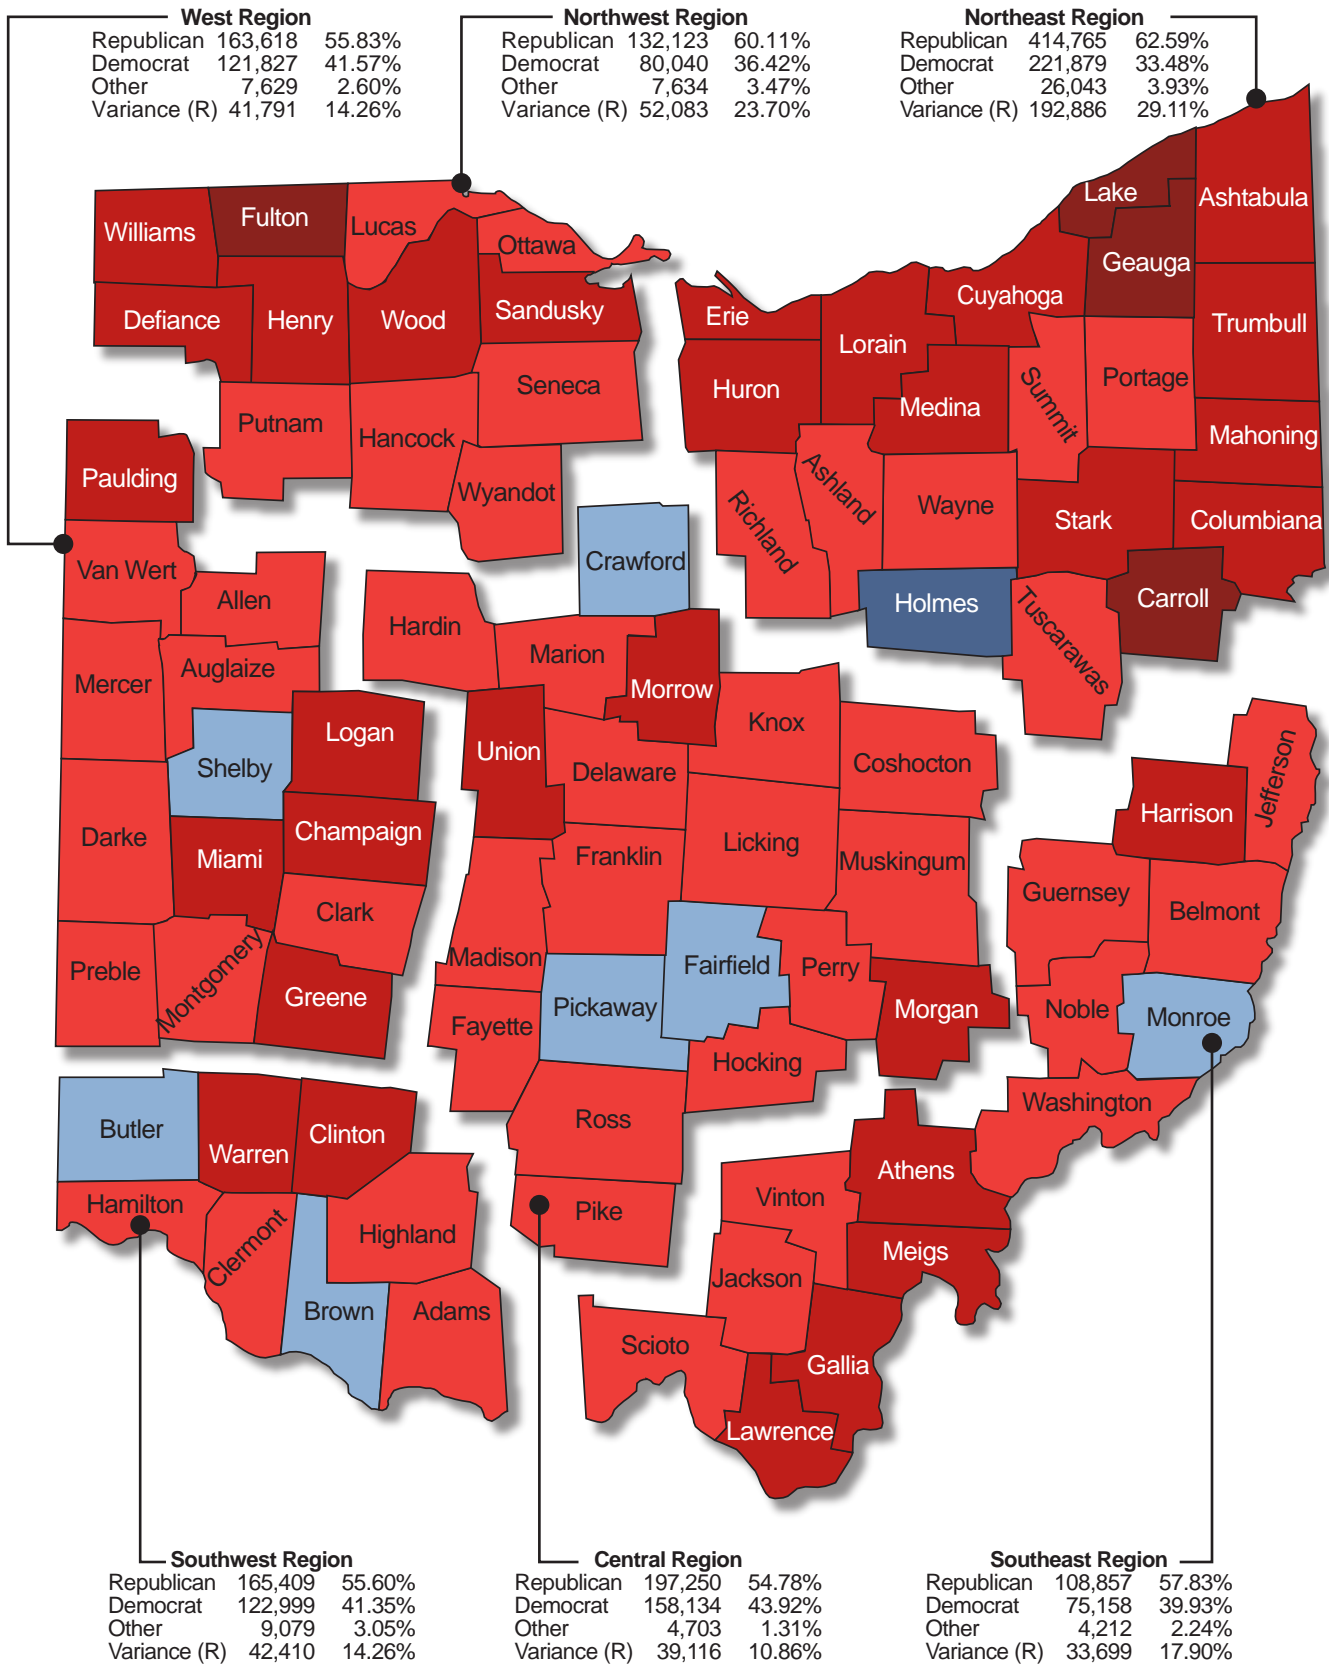 West Region
Republican 163,618 55.83%
Democrat 121,827 41.57%
Other 7,629 2.60%
Variance (R) 41,791 14.26%
Northwest Region
Republican 132,123 60.11%
Democrat 80,040 36.42%
Other 7,634 3.47%
Variance (R) 52,083 23.70%
Northeast Region
Republican 414,765 62.59%
Democrat 221,879 33.48%
Other 26,043 3.93%
Variance (R) 192,886 29.11%
Williams
Fulton
Lucas
Ottawa
Defiance
Henry
Wood
Sandusky
Putnam
Hancock
Seneca
Wyandot
Lake
Ashtabula
Geauga
Cuyahoga
Erie
Lorain
Trumbull
Huron
Medina
Summit
Portage
Mahoning
Richland
Ashland
Wayne
Stark
Columbiana
Holmes
Tuscarawas
Carroll
Paulding
Van Wert
Allen
Mercer
Auglaize
Shelby
Logan
Darke
Miami
Champaign
Clark
Preble
Montgomery
Greene
Crawford
Hardin
Marion
Morrow
Union
Delaware
Knox
Coshocton
Franklin
Licking
Muskingum
Madison
Pickaway
Fairfield
Perry
Morgan
Fayette
Hocking
Ross
Pike
Jefferson
Harrison
Guernsey
Belmont
Noble
Monroe
Washington
Athens
Vinton
Meigs
Jackson
Scioto
Gallia
Lawrence
Butler
Warren
Clinton
Hamilton
Clermont
Highland
Brown
Adams
Southwest Region
Republican 165,409 55.60%
Democrat 122,999 41.35%
Other 9,079 3.05%
Variance (R) 42,410 14.26%
Central Region
Republican 197,250 54.78%
Democrat 158,134 43.92%
Other 4,703 1.31%
Variance (R) 39,116 10.86%
Southeast Region
Republican 108,857 57.83%
Democrat 75,158 39.93%
Other 4,212 2.24%
Variance (R) 33,699 17.90%